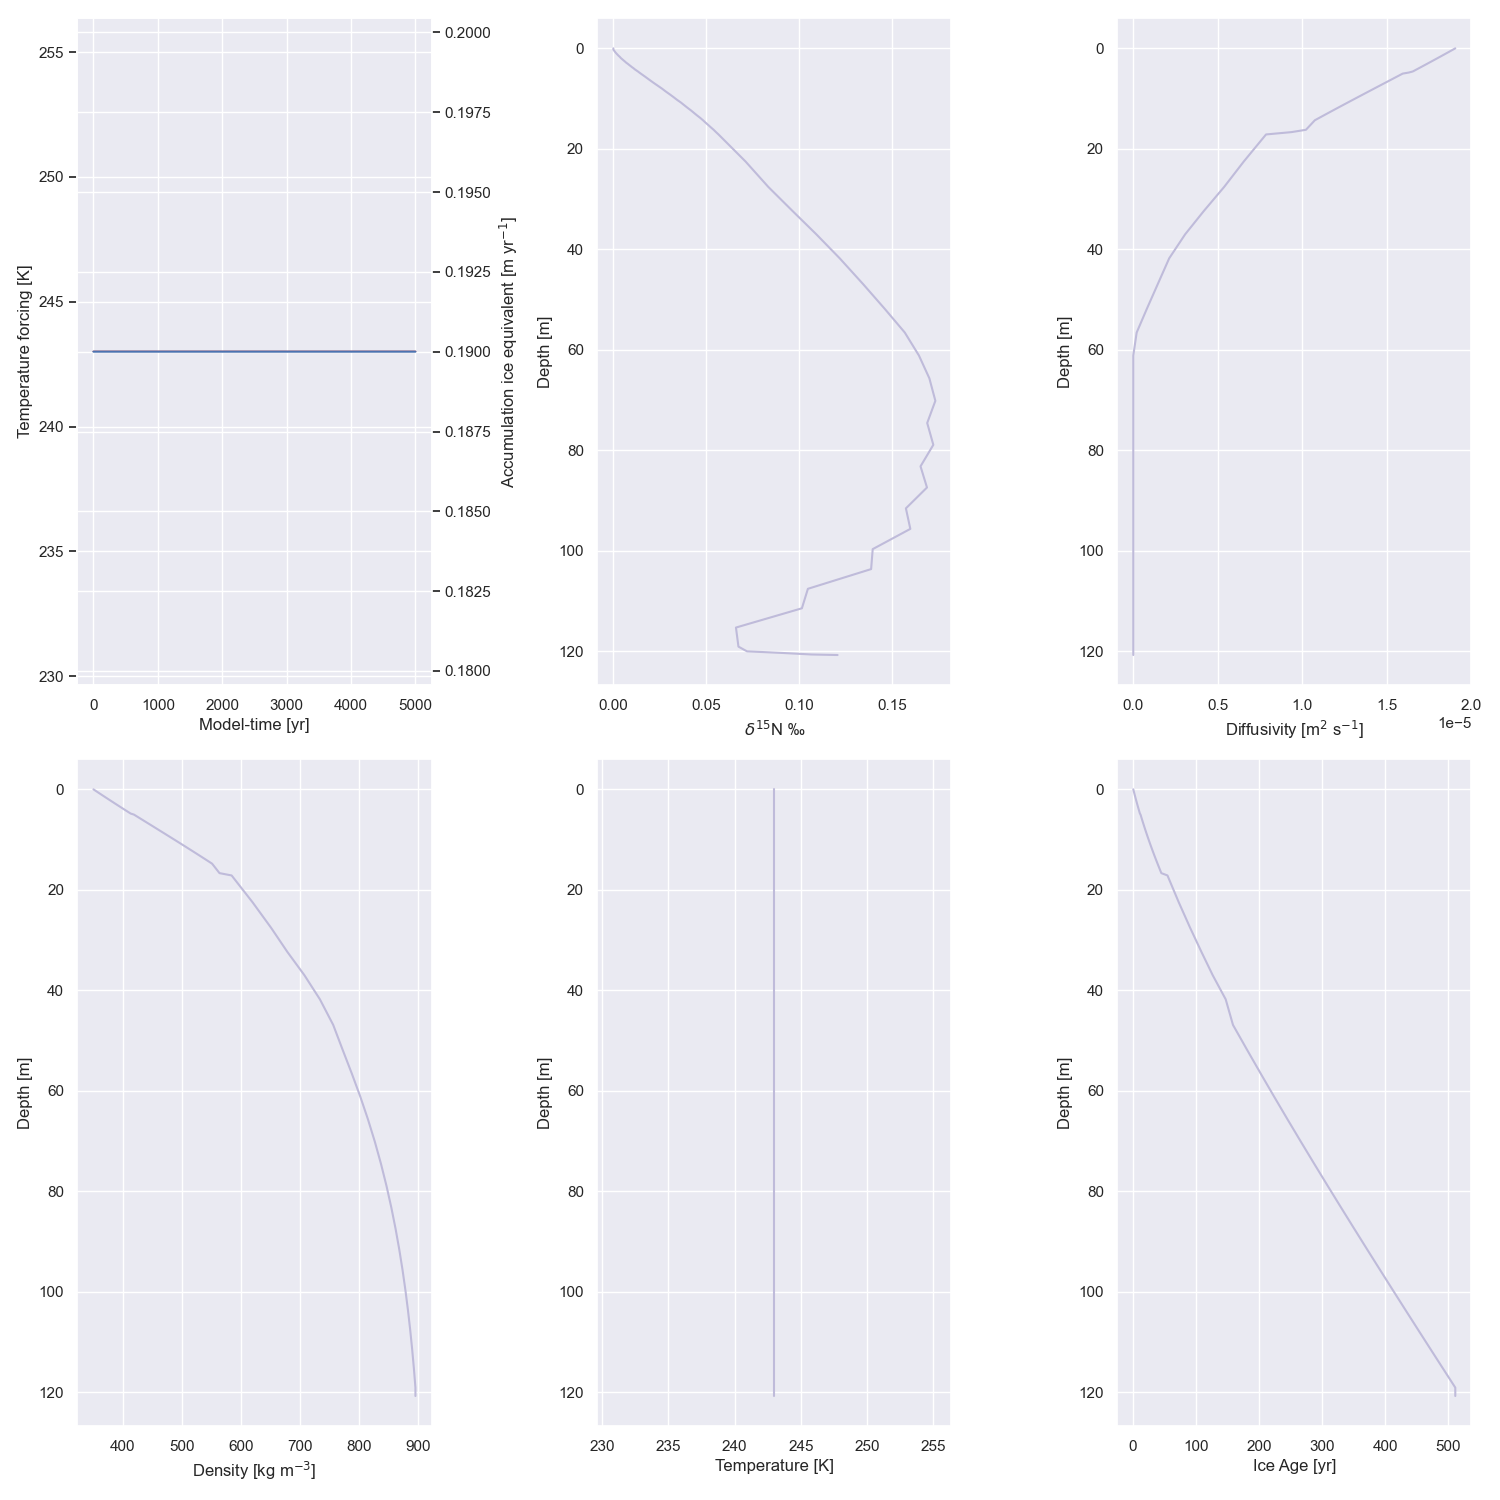 255
250
245
240
235
230
Temperature forcing [K]
0 1000 2000 3000 4000 5000
Model-time [yr]
0.2000
0.1975
0.1950
0.1925
0.1900
0.1875
0.1850
0.1825
0.1800
Accumulation ice equivalent [m yr⁻¹]
0
20
40
60
80
100
120
Depth [m]
0.00 0.05 0.10 0.15
δ¹⁵N ‰
0
20
40
60
80
100
120
Depth [m]
0.0 0.5 1.0 1.5 2.0
1e−5
Diffusivity [m² s⁻¹]
0
20
40
60
80
100
120
Depth [m]
400 500 600 700 800 900
Density [kg m⁻³]
0
20
40
60
80
100
120
Depth [m]
230 235 240 245 250 255
Temperature [K]
0
20
40
60
80
100
120
Depth [m]
0 100 200 300 400 500
Ice Age [yr]